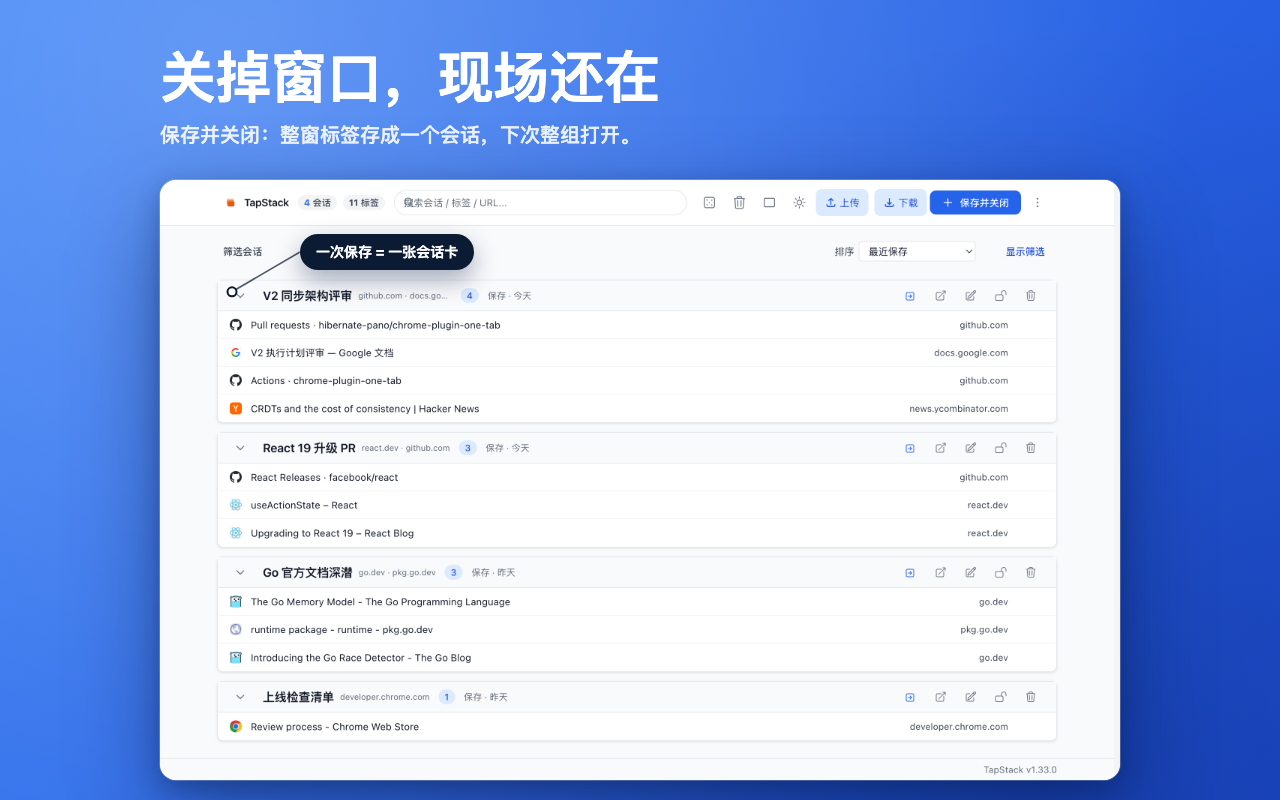 关掉窗口，现场还在
保存并关闭：整窗标签存成一个会话，下次整组打开。
TapStack 4 会话 11 标签 搜索会话 / 标签 / URL... 上传 下载 保存并关闭
筛选会话 一次保存 = 一张会话卡 排序 最近保存 显示筛选
V2 同步架构评审 github.com · docs.go... 4 保存 · 今天
Pull requests · hibernate-pano/chrome-plugin-one-tab github.com
V2 执行计划评审 — Google 文档 docs.google.com
Actions · chrome-plugin-one-tab github.com
CRDTs and the cost of consistency | Hacker News news.ycombinator.com
React 19 升级 PR react.dev · github.com 3 保存 · 今天
React Releases · facebook/react github.com
useActionState – React react.dev
Upgrading to React 19 – React Blog react.dev
Go 官方文档深潜 go.dev · pkg.go.dev 3 保存 · 昨天
The Go Memory Model - The Go Programming Language go.dev
runtime package - runtime - pkg.go.dev pkg.go.dev
Introducing the Go Race Detector - The Go Blog go.dev
上线检查清单 developer.chrome.com 1 保存 · 昨天
Review process - Chrome Web Store developer.chrome.com
TapStack v1.33.0